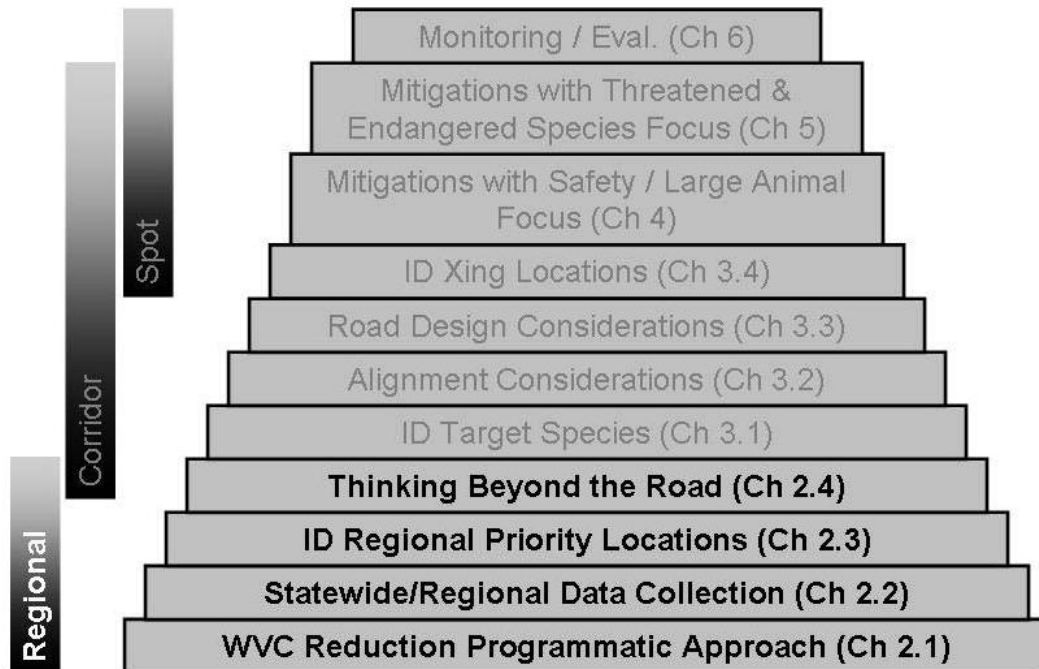 Monitoring / Eval. (Ch 6)
Mitigations with Threatened &
Endangered Species Focus (Ch 5)
Mitigations with Safety / Large Animal
Focus (Ch 4)
ID Xing Locations (Ch 3.4)
Road Design Considerations (Ch 3.3)
Alignment Considerations (Ch 3.2)
ID Target Species (Ch 3.1)
Thinking Beyond the Road (Ch 2.4)
ID Regional Priority Locations (Ch 2.3)
Statewide/Regional Data Collection (Ch 2.2)
WVC Reduction Programmatic Approach (Ch 2.1)
Spot
Corridor
Regional